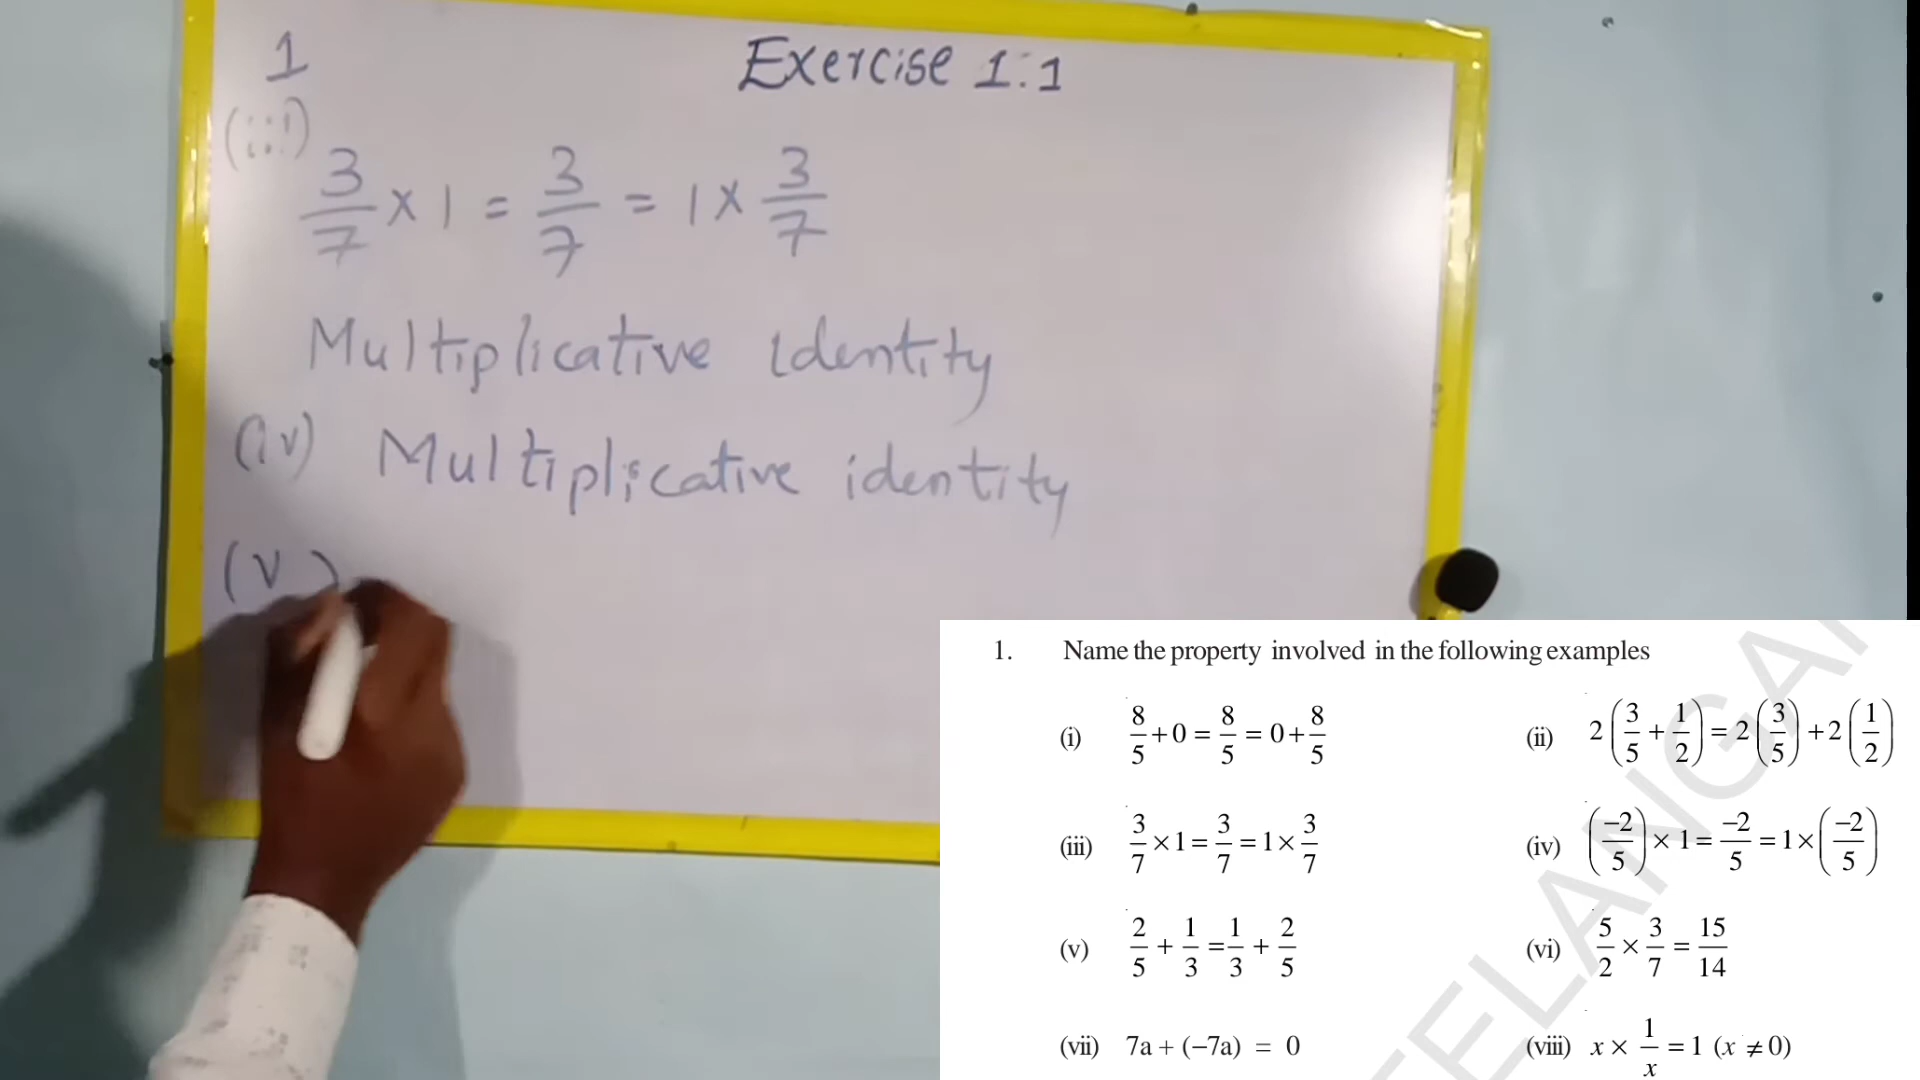 1 Exercise 1.1
(iii)
3/7 × 1 = 3/7 = 1 × 3/7
Multiplicative Identity
(iv) Multiplicative identity
(v)
1. Name the property involved in the following examples
(i) 8/5 + 0 = 8/5 = 0 + 8/5 (ii) 2(3/5 + 1/2) = 2(3/5) + 2(1/2)
(iii) 3/7 × 1 = 3/7 = 1 × 3/7 (iv) (−2/5) × 1 = −2/5 = 1 × (−2/5)
(v) 2/5 + 1/3 = 1/3 + 2/5 (vi) 5/2 × 3/7 = 15/14
(vii) 7a + (−7a) = 0 (viii) x × 1/x = 1 (x ≠ 0)